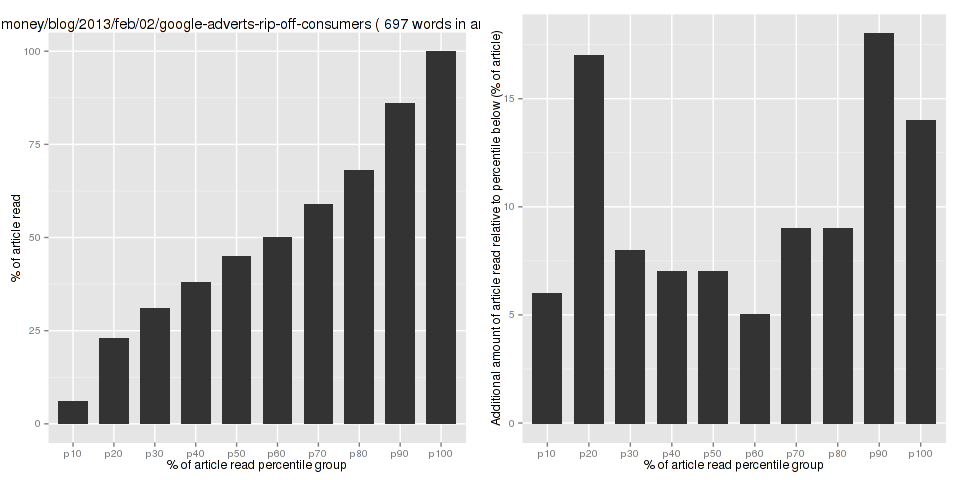 money/blog/2013/feb/02/google-adverts-rip-off-consumers ( 697 words in ar
% of article read
100
75
50
25
0
p10 p20 p30 p40 p50 p60 p70 p80 p90 p100
% of article read percentile group
Additional amount of article read relative to percentile below (% of article)
15
10
5
0
p10 p20 p30 p40 p50 p60 p70 p80 p90 p100
% of article read percentile group